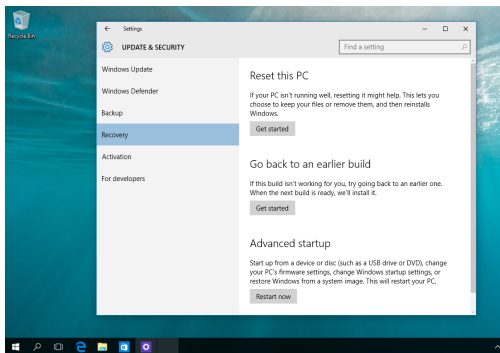 Recycle Bin
Settings
UPDATE & SECURITY
Find a setting
Windows Update
Windows Defender
Backup
Recovery
Activation
For developers
Reset this PC
If your PC isn't running well, resetting it might help. This lets you
choose to keep your files or remove them, and then reinstalls
Windows.
Get started
Go back to an earlier build
If this build isn't working for you, try going back to an earlier one.
When the next build is ready, we'll install it.
Get started
Advanced startup
Start up from a device or disc (such as a USB drive or DVD), change
your PC's firmware settings, change Windows startup settings, or
restore Windows from a system image. This will restart your PC.
Restart now